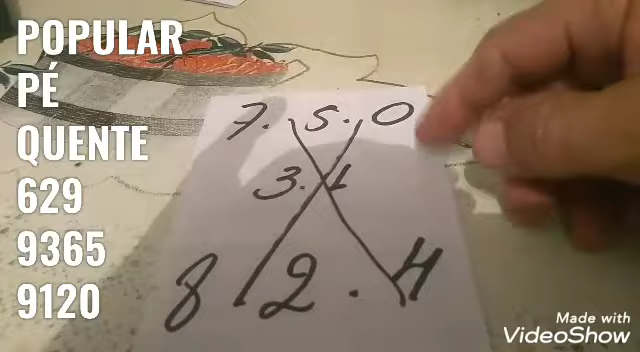 POPULAR
PÉ
QUENTE
629
9365
9120
7.5.0
3.1
8 2.4
Made with
VideoShow